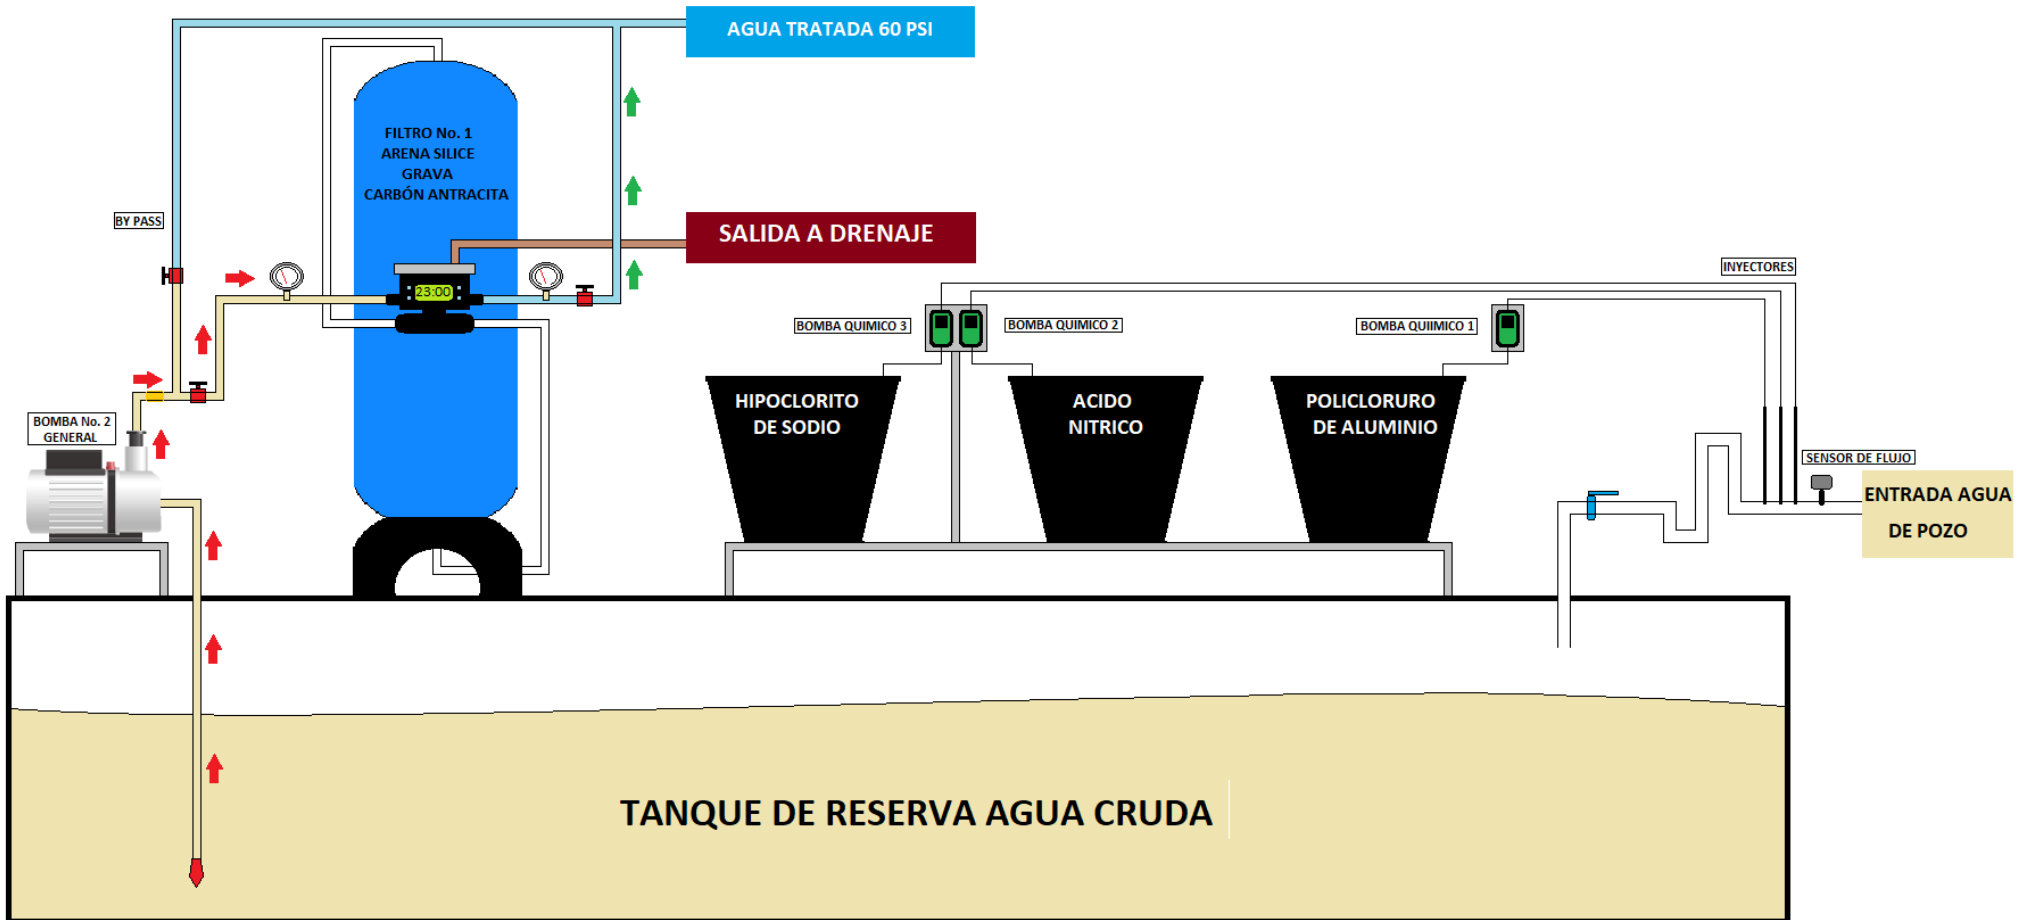 AGUA TRATADA 60 PSI
FILTRO No. 1
ARENA SILICE
GRAVA
CARBÓN ANTRACITA
BY PASS
SALIDA A DRENAJE
23:00
INYECTORES
BOMBA QUIMICO 3
BOMBA QUIMICO 2
BOMBA QUIIMICO 1
HIPOCLORITO
DE SODIO
ACIDO
NITRICO
POLICLORURO
DE ALUMINIO
BOMBA No. 2
GENERAL
SENSOR DE FLUJO
ENTRADA AGUA
DE POZO
TANQUE DE RESERVA AGUA CRUDA